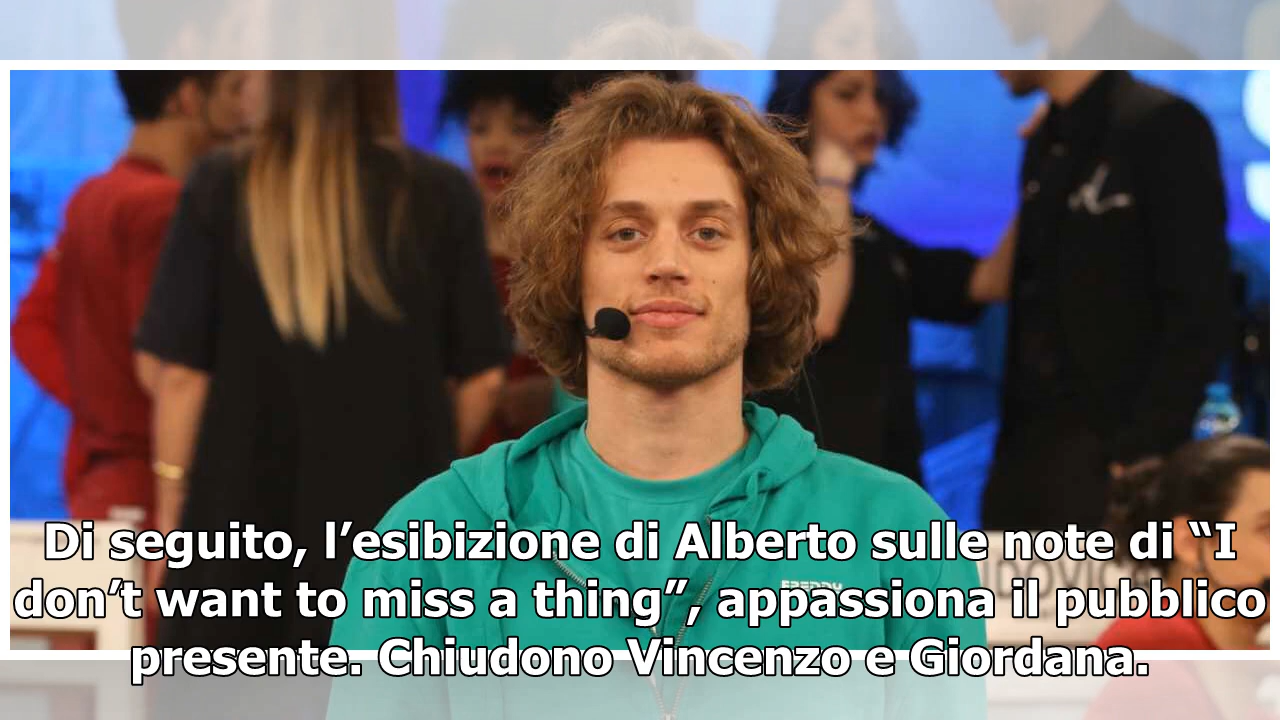 Di seguito, l’esibizione di Alberto sulle note di “I
don’t want to miss a thing”, appassiona il pubblico
presente. Chiudono Vincenzo e Giordana.
FREDDY